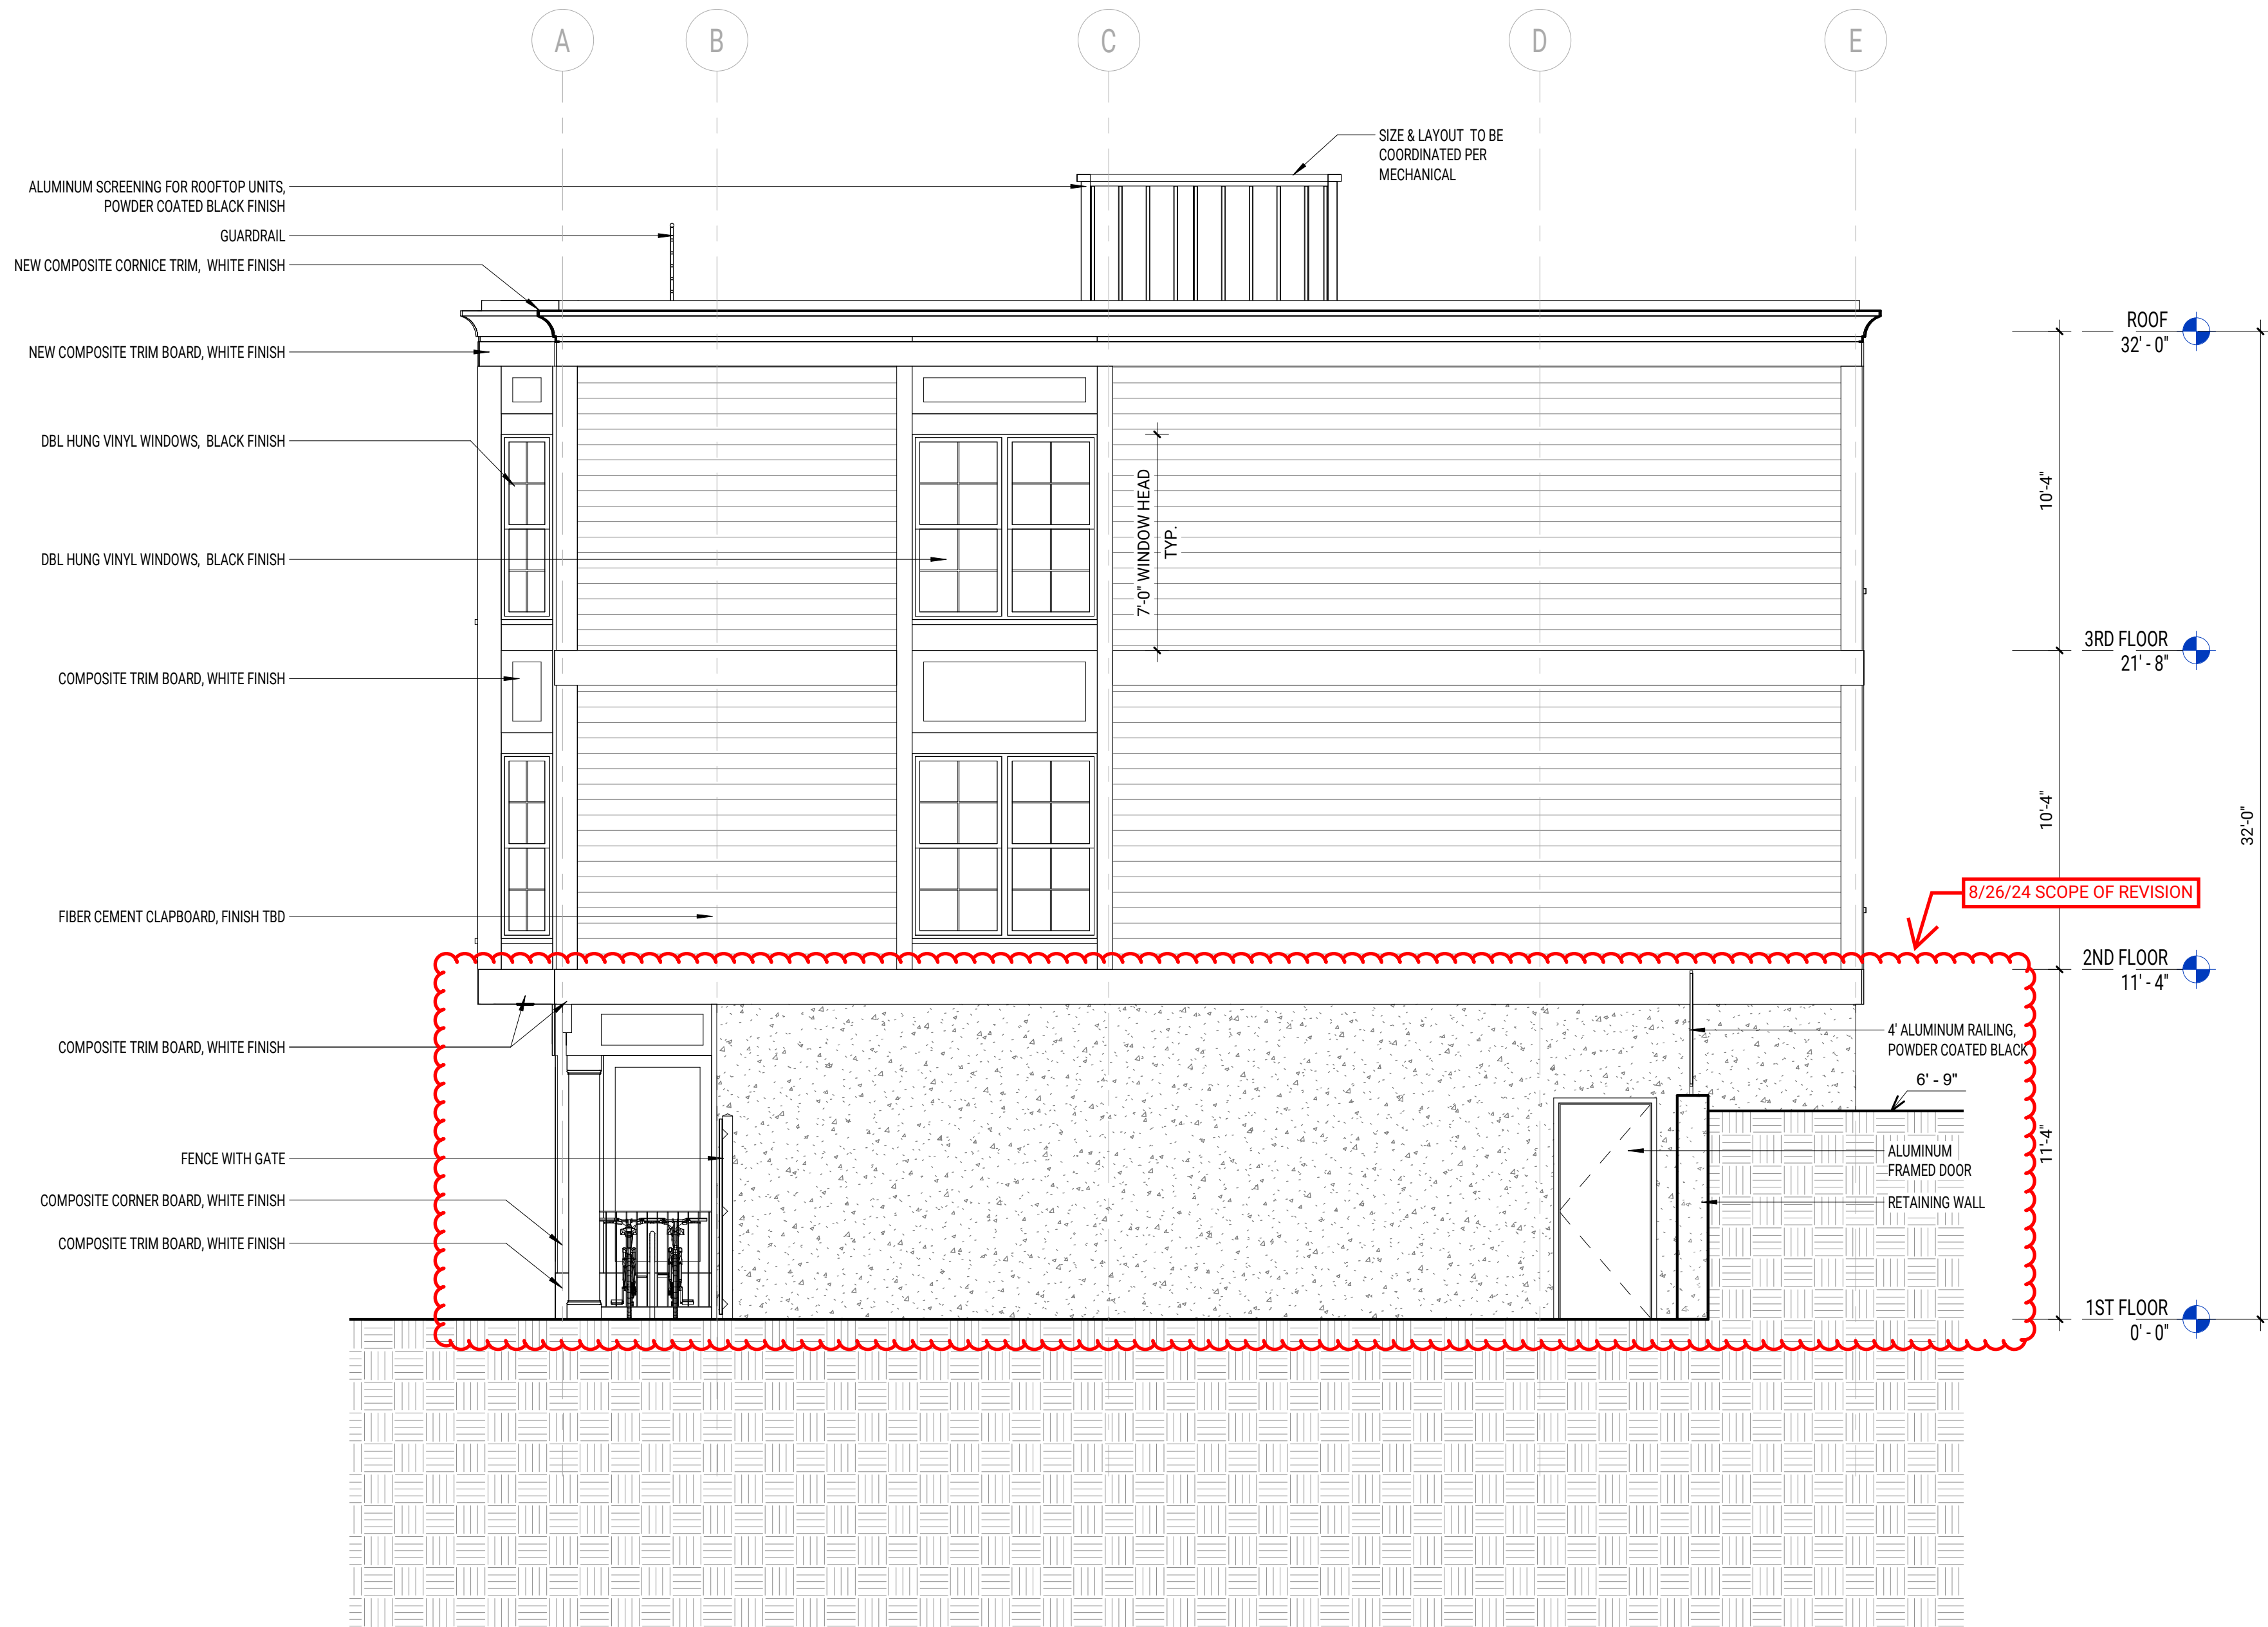 A
B
C
D
E
SIZE & LAYOUT TO BE
COORDINATED PER
MECHANICAL
ALUMINUM SCREENING FOR ROOFTOP UNITS,
POWDER COATED BLACK FINISH
GUARDRAIL
NEW COMPOSITE CORNICE TRIM, WHITE FINISH
NEW COMPOSITE TRIM BOARD, WHITE FINISH
DBL HUNG VINYL WINDOWS, BLACK FINISH
DBL HUNG VINYL WINDOWS, BLACK FINISH
COMPOSITE TRIM BOARD, WHITE FINISH
FIBER CEMENT CLAPBOARD, FINISH TBD
COMPOSITE TRIM BOARD, WHITE FINISH
FENCE WITH GATE
COMPOSITE CORNER BOARD, WHITE FINISH
COMPOSITE TRIM BOARD, WHITE FINISH
7'-0" WINDOW HEAD
TYP.
ROOF
32' - 0"
10'-4"
3RD FLOOR
21' - 8"
10'-4"
32'-0"
8/26/24 SCOPE OF REVISION
2ND FLOOR
11' - 4"
4' ALUMINUM RAILING,
POWDER COATED BLACK
6' - 9"
11'-4"
ALUMINUM
FRAMED DOOR
RETAINING WALL
1ST FLOOR
0' - 0"